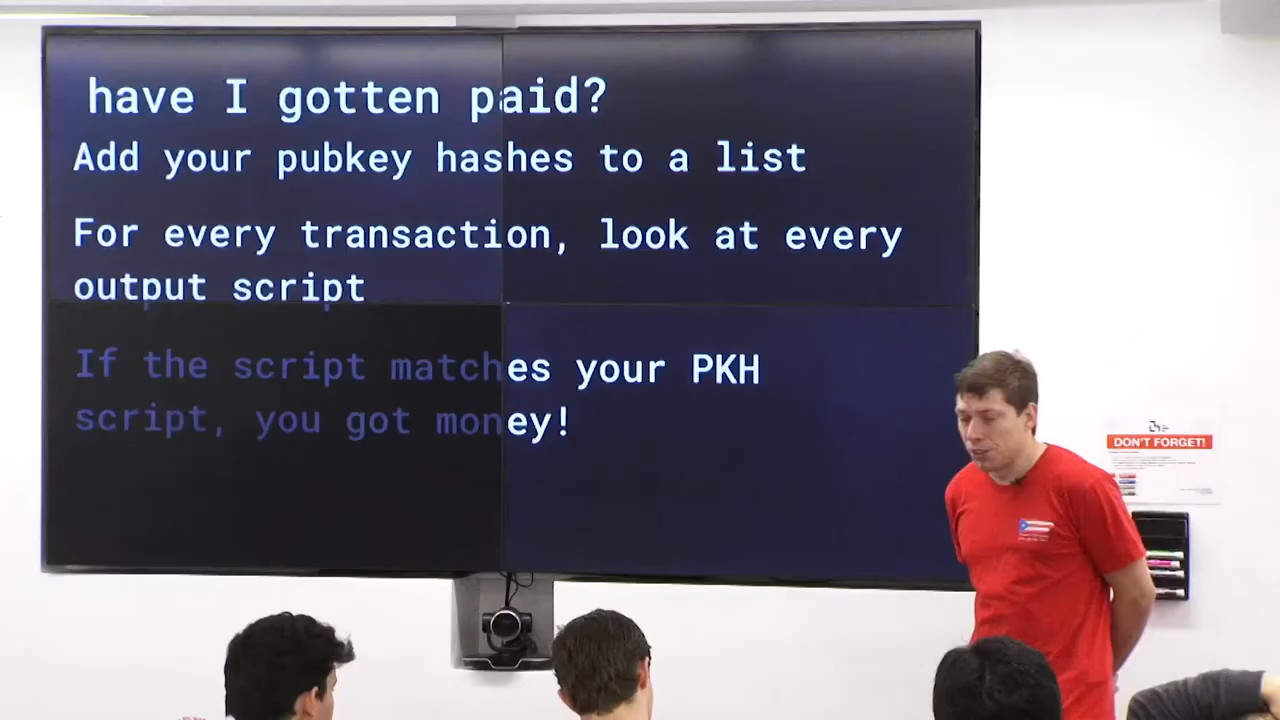 have I gotten paid?
Add your pubkey hashes to a list
For every transaction, look at every
output script
If the script matches your PKH
script, you got money!
DON'T FORGET!